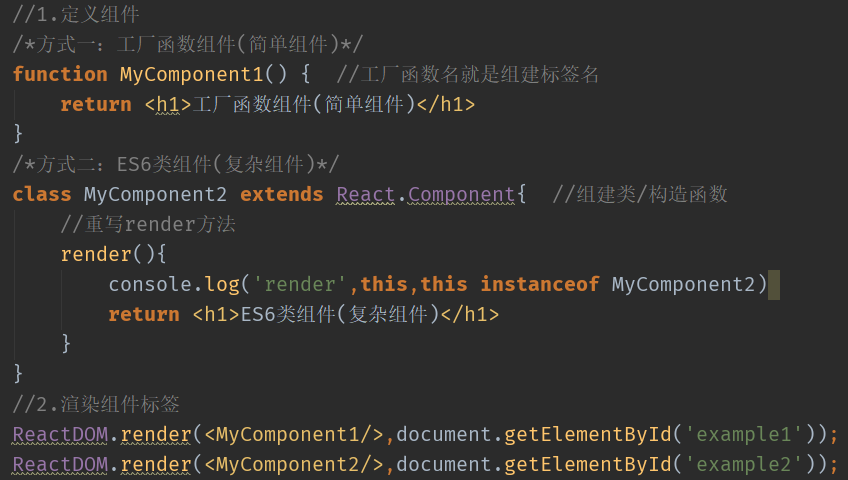 //1.定义组件
/*方式一: 工厂函数组件(简单组件)*/
function MyComponent1() {  //工厂函数名就是组建标签名
    return <h1>工厂函数组件(简单组件)</h1>
}
/*方式二: ES6类组件(复杂组件)*/
class MyComponent2 extends React.Component{  //组建类/构造函数
    //重写render方法
    render(){
        console.log('render',this,this instanceof MyComponent2)
        return <h1>ES6类组件(复杂组件)</h1>
    }
}
//2.渲染组件标签
ReactDOM.render(<MyComponent1/>,document.getElementById('example1'));
ReactDOM.render(<MyComponent2/>,document.getElementById('example2'));